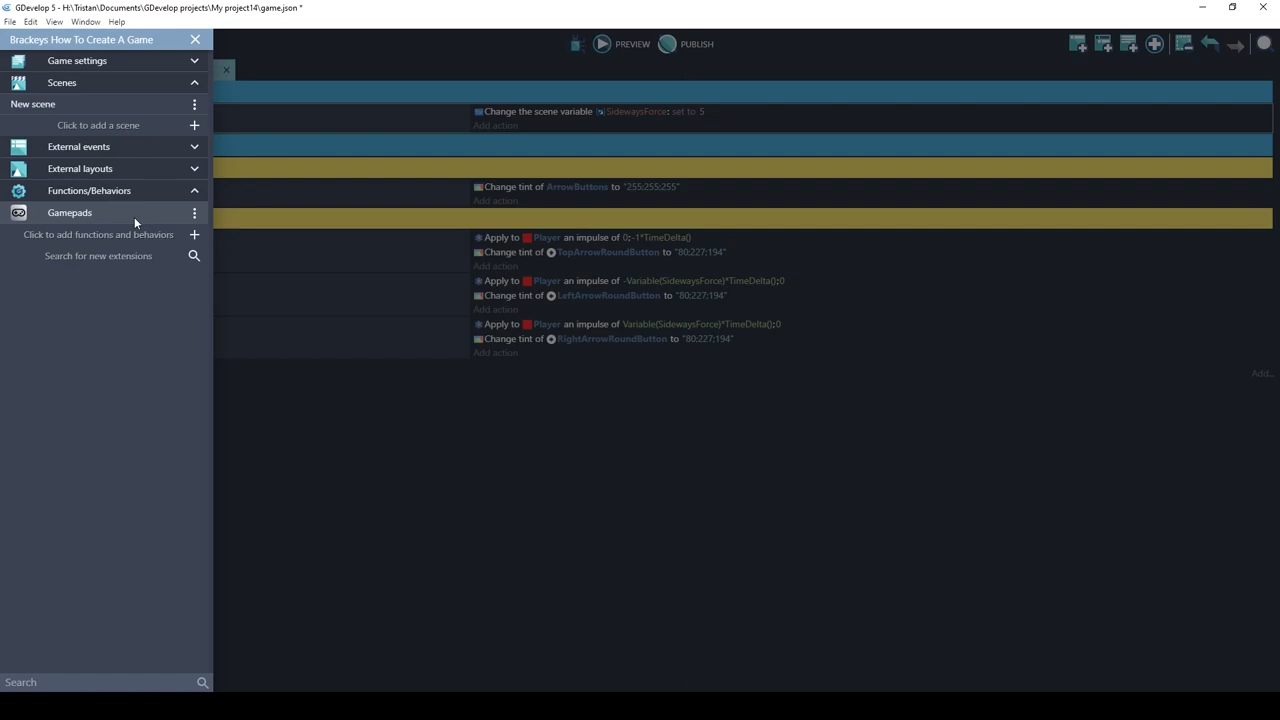 GDevelop 5 - H:\Tristan\Documents\GDevelop projects\My project14\game.json *
File Edit View Window Help
Brackeys How To Create A Game
PREVIEW PUBLISH
Game settings
Scenes
New scene
Change the scene variable SidewaysForce: set to 5
Click to add a scene
Add action
External events
External layouts
Functions/Behaviors
Change tint of ArrowButtons to "255;255;255"
Add action
Gamepads
Click to add functions and behaviors
Apply to Player an impulse of 0;-1*TimeDelta()
Search for new extensions
Change tint of TopArrowRoundButton to "80;227;194"
Add action
Apply to Player an impulse of -Variable(SidewaysForce)*TimeDelta();0
Change tint of LeftArrowRoundButton to "80;227;194"
Add action
Apply to Player an impulse of Variable(SidewaysForce)*TimeDelta();0
Change tint of RightArrowRoundButton to "80;227;194"
Add action
Add...
Search